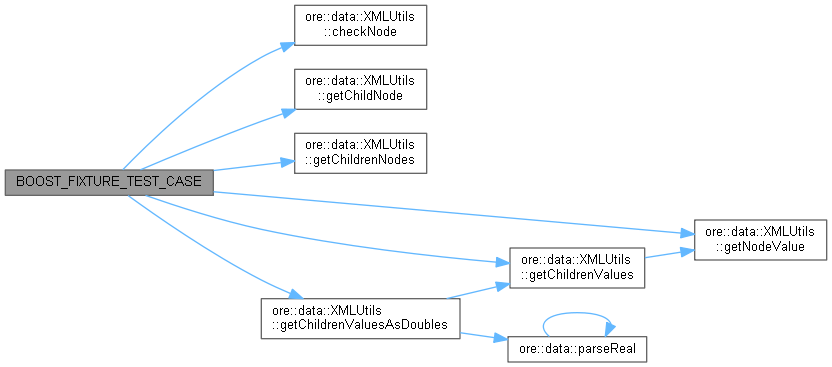 ore::data::XMLUtils
::checkNode
ore::data::XMLUtils
::getChildNode
ore::data::XMLUtils
::getChildrenNodes
BOOST_FIXTURE_TEST_CASE
ore::data::XMLUtils
::getNodeValue
ore::data::XMLUtils
::getChildrenValues
ore::data::XMLUtils
::getChildrenValuesAsDoubles
ore::data::parseReal